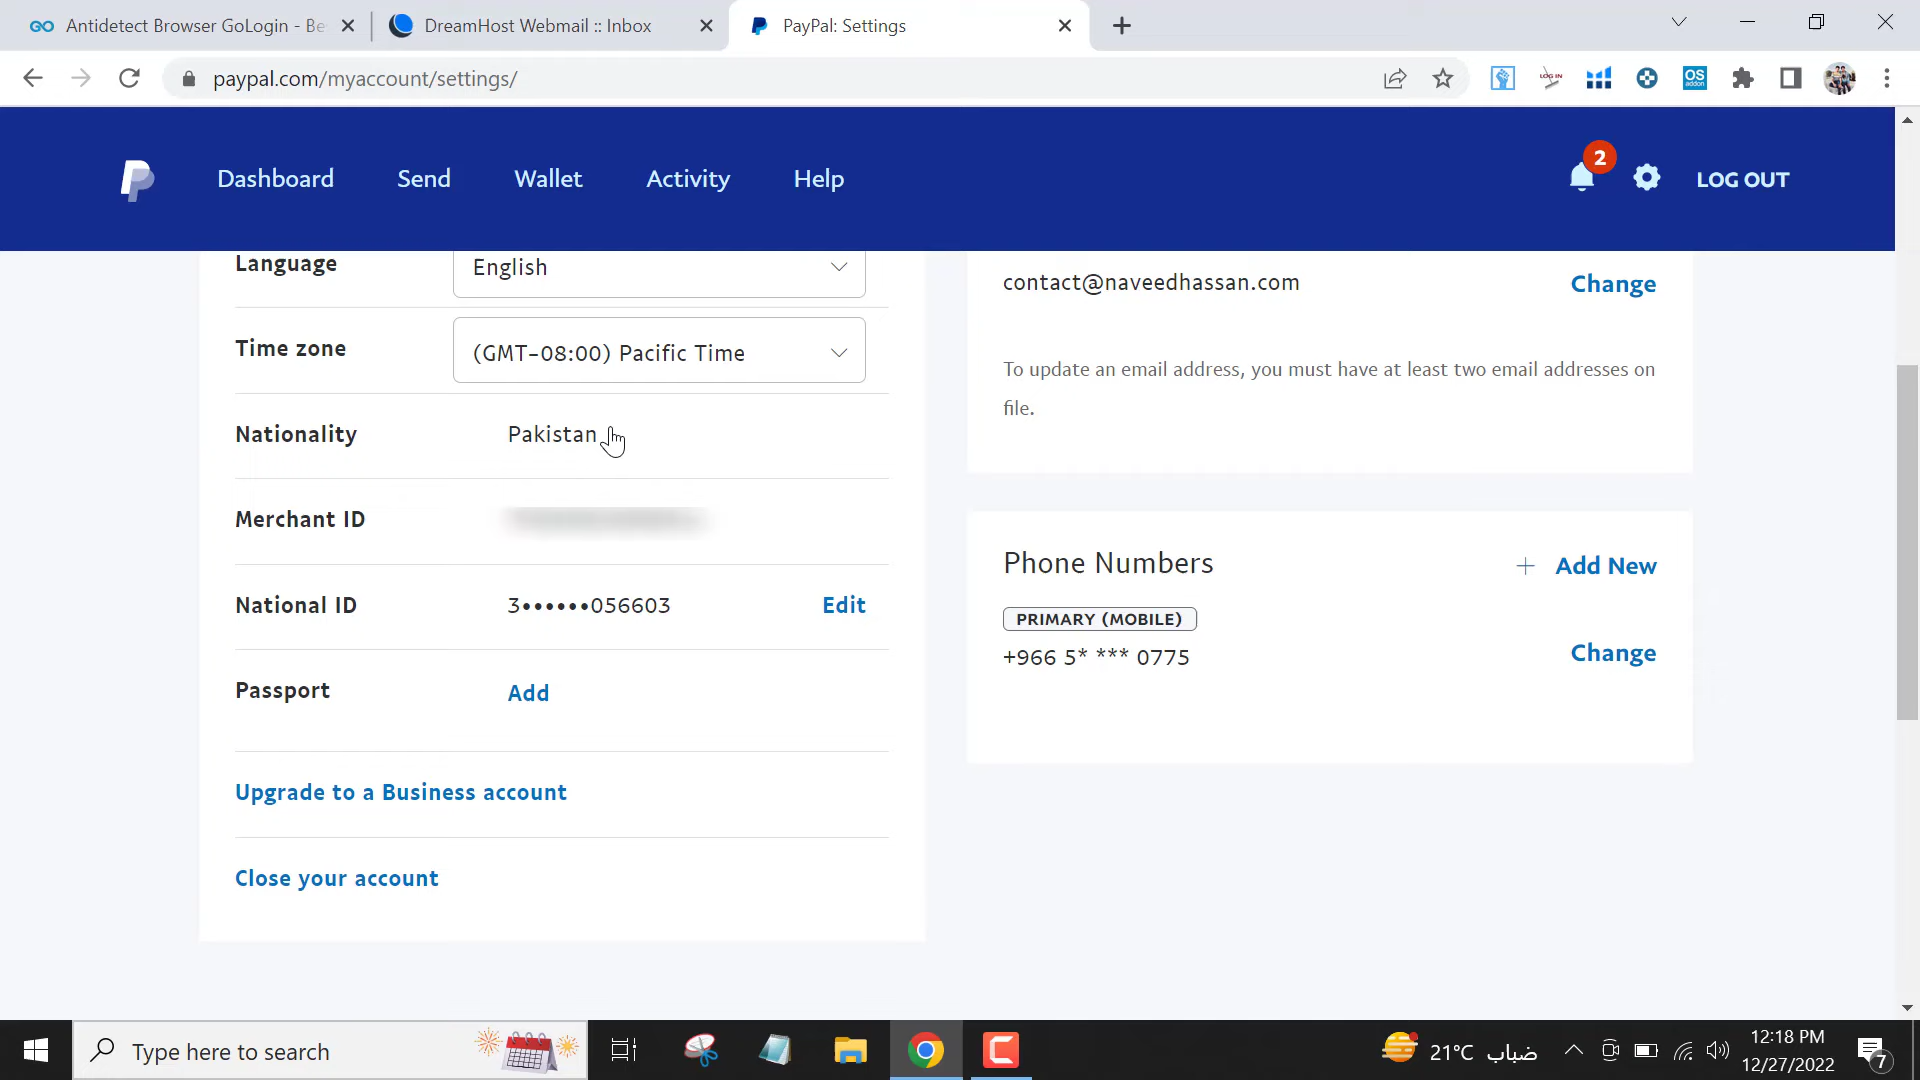 Antidetect Browser GoLogin - Be
DreamHost Webmail :: Inbox
PayPal: Settings
paypal.com/myaccount/settings/
LOG IN
OS
addon
Dashboard
Send
Wallet
Activity
Help
2
LOG OUT
Language
English
Time zone
(GMT-08:00) Pacific Time
Nationality
Pakistan
Merchant ID
National ID
3••••••056603
Edit
Passport
Add
Upgrade to a Business account
Close your account
contact@naveedhassan.com
Change
To update an email address, you must have at least two email addresses on
file.
Phone Numbers
+ Add New
PRIMARY (MOBILE)
+966 5* *** 0775
Change
Type here to search
21°C ضباب
12:18 PM
12/27/2022
7